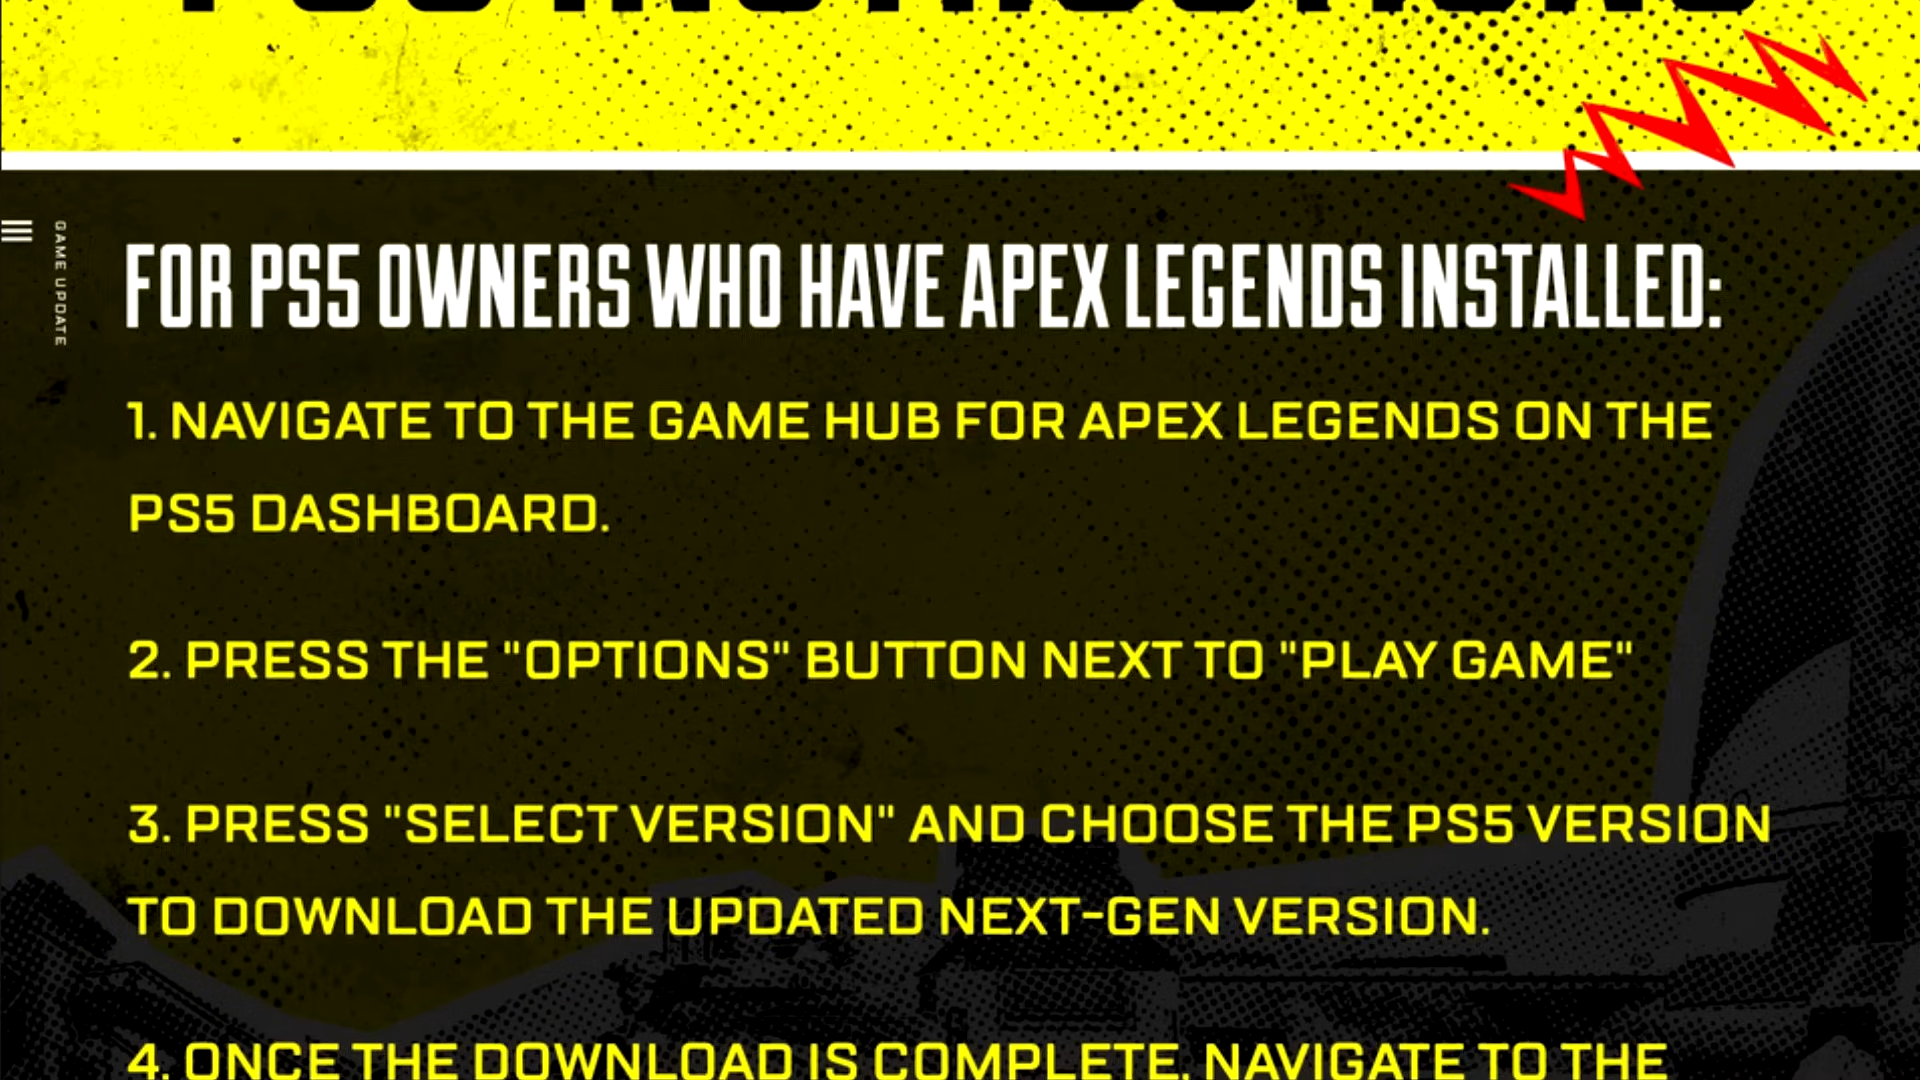 FOR PS5 OWNERS WHO HAVE APEX LEGENDS INSTALLED:
GAME UPDATE
1. NAVIGATE TO THE GAME HUB FOR APEX LEGENDS ON THE
PS5 DASHBOARD.
2. PRESS THE "OPTIONS" BUTTON NEXT TO "PLAY GAME"
3. PRESS "SELECT VERSION" AND CHOOSE THE PS5 VERSION
TO DOWNLOAD THE UPDATED NEXT-GEN VERSION.
4. ONCE THE DOWNLOAD IS COMPLETE, NAVIGATE TO THE